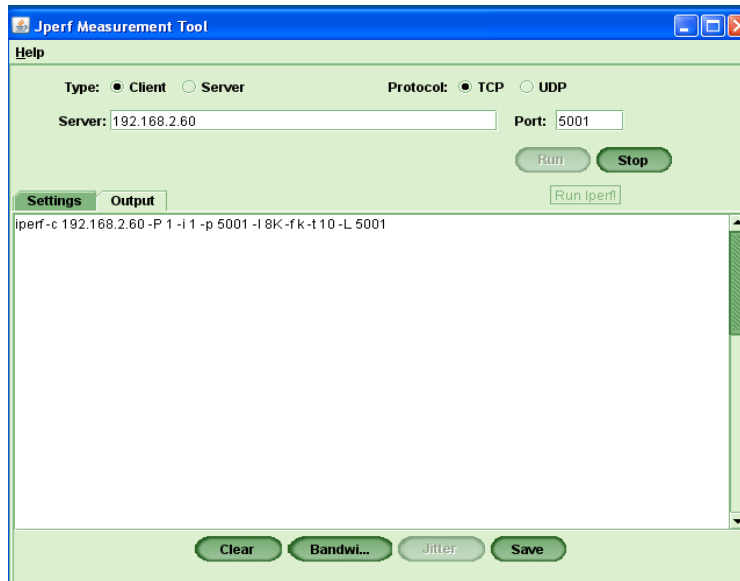 Jperf Measurement Tool
Help
Type: Client Server Protocol: TCP UDP
Server: 192.168.2.60 Port: 5001
Run Stop
Settings Output Run Iperf!
iperf -c 192.168.2.60 -P 1 -i 1 -p 5001 -l 8K -f k -t 10 -L 5001
Clear Bandwi... Jitter Save